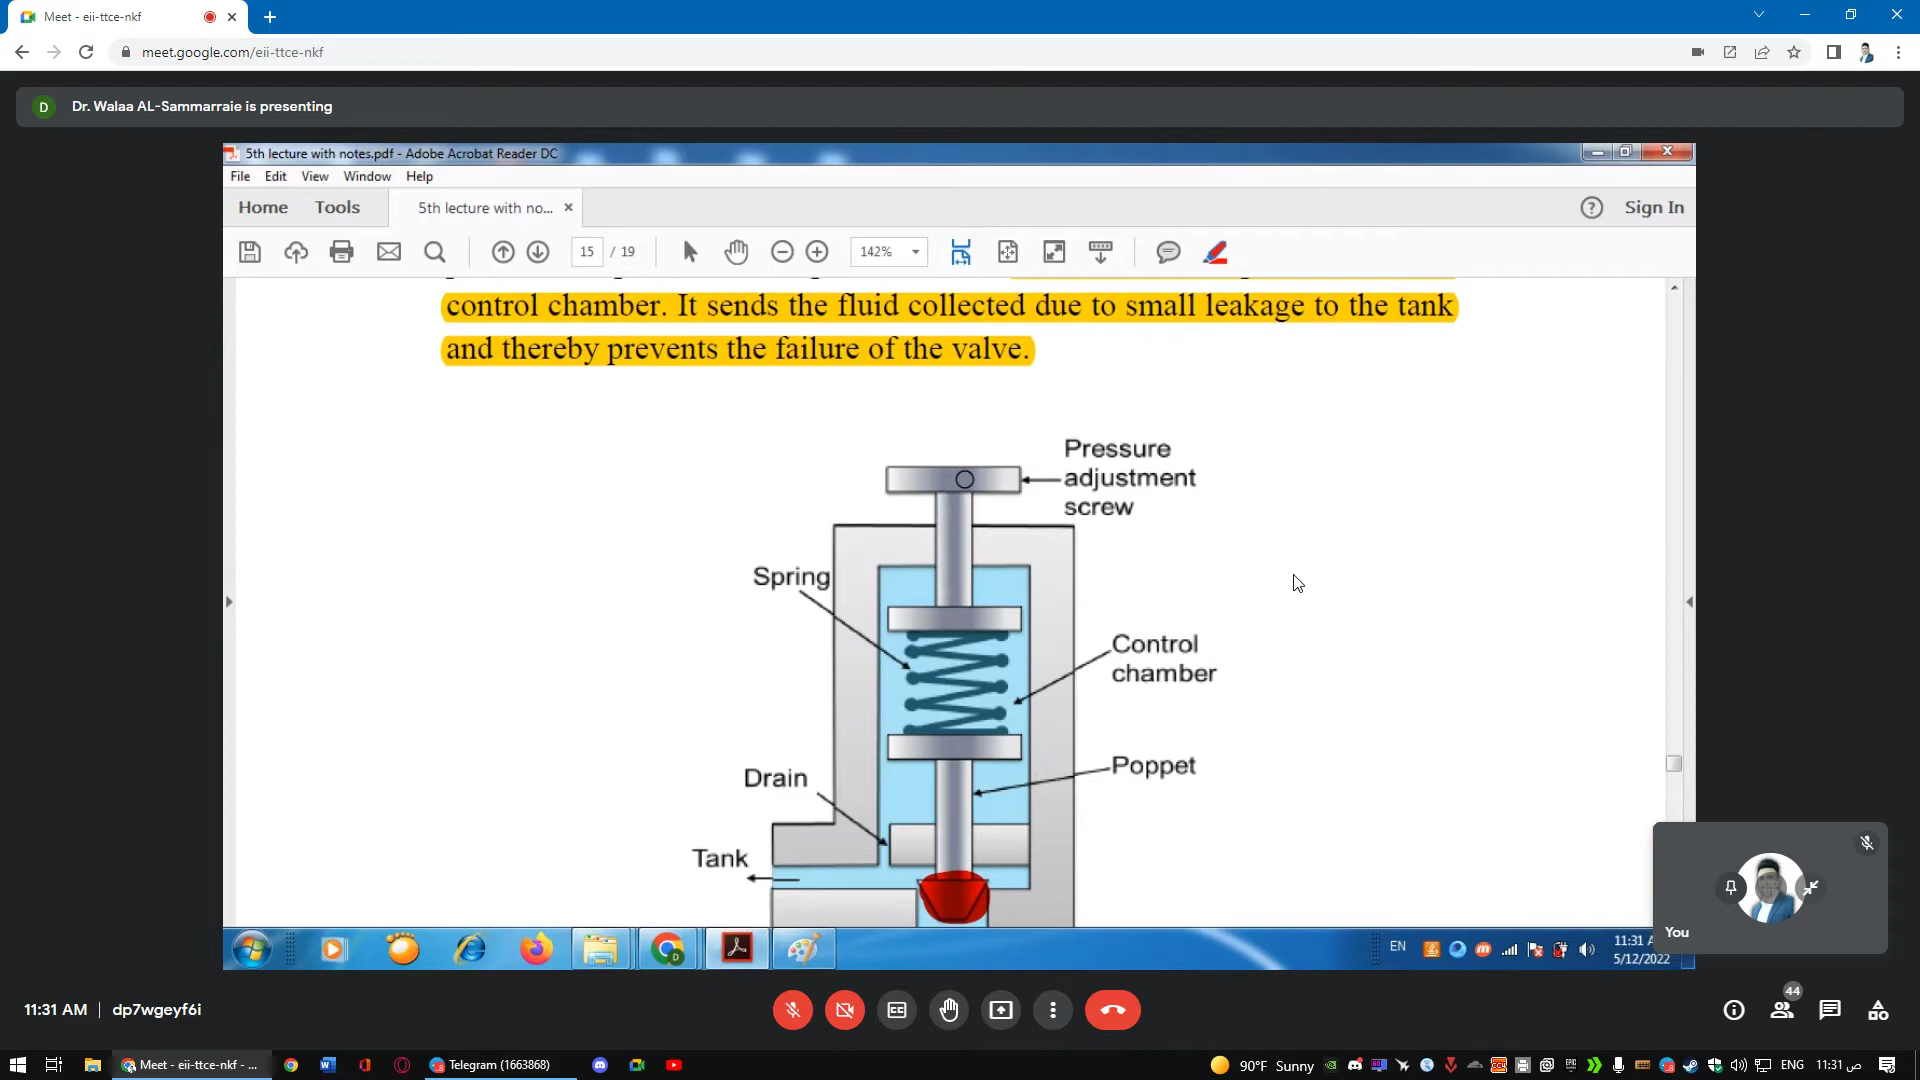 Meet - eii-ttce-nkf
meet.google.com/eii-ttce-nkf
D
Dr. Walaa AL-Sammarraie is presenting
5th lecture with notes.pdf - Adobe Acrobat Reader DC
File Edit View Window Help
Home Tools 5th lecture with no... Sign In
15 / 19 142%
control chamber. It sends the fluid collected due to small leakage to the tank
and thereby prevents the failure of the valve.
Pressure
adjustment
screw
Spring
Control
chamber
Drain
Poppet
Tank
You
EN
11:31 A
5/12/2022
11:31 AM | dp7wgeyf6i
44
Meet - eii-ttce-nkf - ...
Telegram (1663868)
90°F Sunny
ENG
11:31 ص